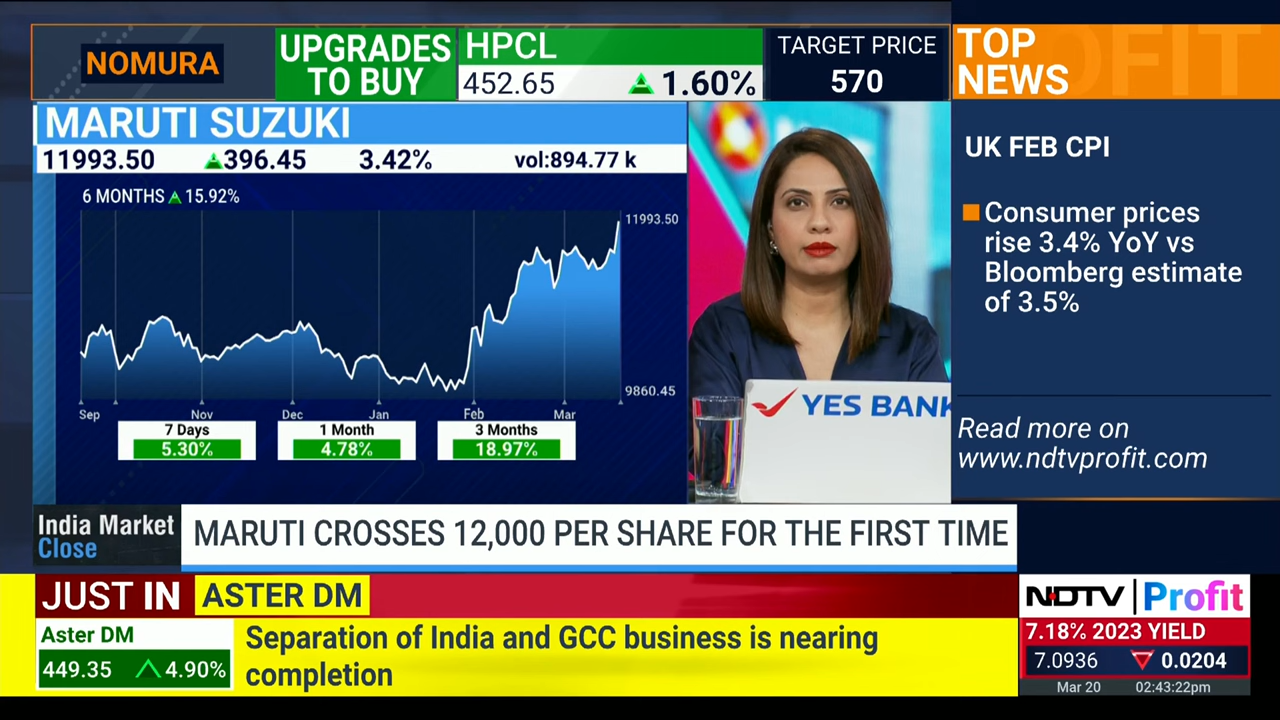 NOMURA
UPGRADES
TO BUY
HPCL
452.65
1.60%
TARGET PRICE
570
TOP
NEWS
MARUTI SUZUKI
11993.50 396.45 3.42% vol:894.77 k
6 MONTHS 15.92%
11993.50
9860.45
Sep Nov Dec Jan Feb Mar
7 Days
5.30%
1 Month
4.78%
3 Months
18.97%
YES BANK
UK FEB CPI
Consumer prices
rise 3.4% YoY vs
Bloomberg estimate
of 3.5%
Read more on
www.ndtvprofit.com
India Market
Close
MARUTI CROSSES 12,000 PER SHARE FOR THE FIRST TIME
JUST IN
ASTER DM
Aster DM
449.35 4.90%
Separation of India and GCC business is nearing
completion
NDTV Profit
7.18% 2023 YIELD
7.0936 0.0204
Mar 20 02:43:22pm